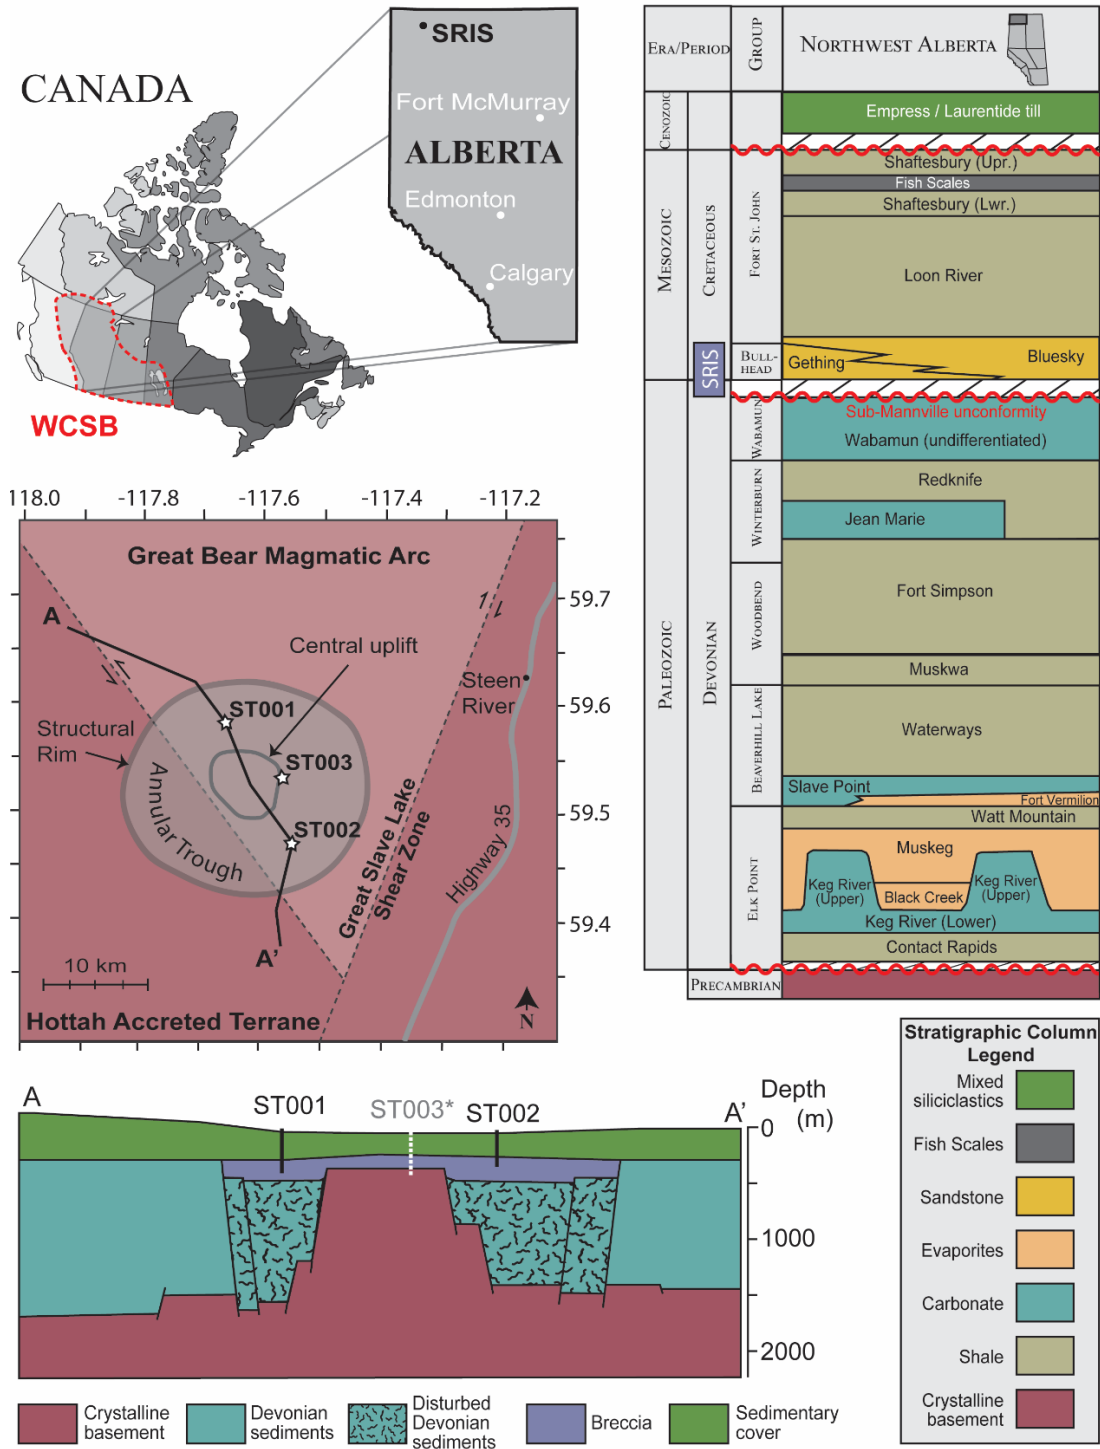 CANADA
WCSB
SRIS
Fort McMurray
ALBERTA
Edmonton
Calgary
118.0
-117.8
-117.6
-117.4
-117.2
Great Bear Magmatic Arc
A
Central uplift
ST001
Structural
Rim
ST003
ST002
Annular Trough
Great Slave Lake
Shear Zone
Steen
River
Highway 35
A'
10 km
N
Hottah Accreted Terrane
59.7
59.6
59.5
59.4
ERA/PERIOD
GROUP
NORTHWEST ALBERTA
CENOZOIC
Empress / Laurentide till
MESOZOIC
CRETACEOUS
FORT ST. JOHN
Shaftesbury (Upr.)
Fish Scales
Shaftesbury (Lwr.)
Loon River
SRIS
BULL-
HEAD
Gething
Bluesky
Sub-Mannville unconformity
PALEOZOIC
DEVONIAN
WABAMUN
Wabamun (undifferentiated)
WINTERBURN
Redknife
Jean Marie
WOODBEND
Fort Simpson
Muskwa
BEAVERHILL LAKE
Waterways
Slave Point
Fort Vermilion
ELK POINT
Watt Mountain
Muskeg
Keg River
(Upper)
Black Creek
Keg River
(Upper)
Keg River (Lower)
Contact Rapids
PRECAMBRIAN
A
ST001
ST003*
ST002
A'
Depth
(m)
0
1000
2000
Crystalline
basement
Devonian
sediments
Disturbed
Devonian
sediments
Breccia
Sedimentary
cover
Stratigraphic Column
Legend
Mixed
siliciclastics
Fish Scales
Sandstone
Evaporites
Carbonate
Shale
Crystalline
basement